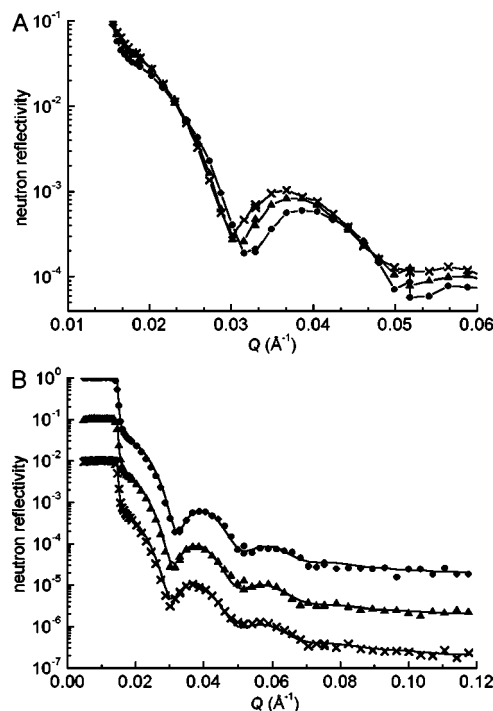 A
10⁻¹
10⁻²
10⁻³
10⁻⁴
neutron reflectivity
0.01 0.02 0.03 0.04 0.05 0.06
Q (Å⁻¹)
B
10⁰
10⁻¹
10⁻²
10⁻³
10⁻⁴
10⁻⁵
10⁻⁶
10⁻⁷
neutron reflectivity
0.00 0.02 0.04 0.06 0.08 0.10 0.12
Q (Å⁻¹)